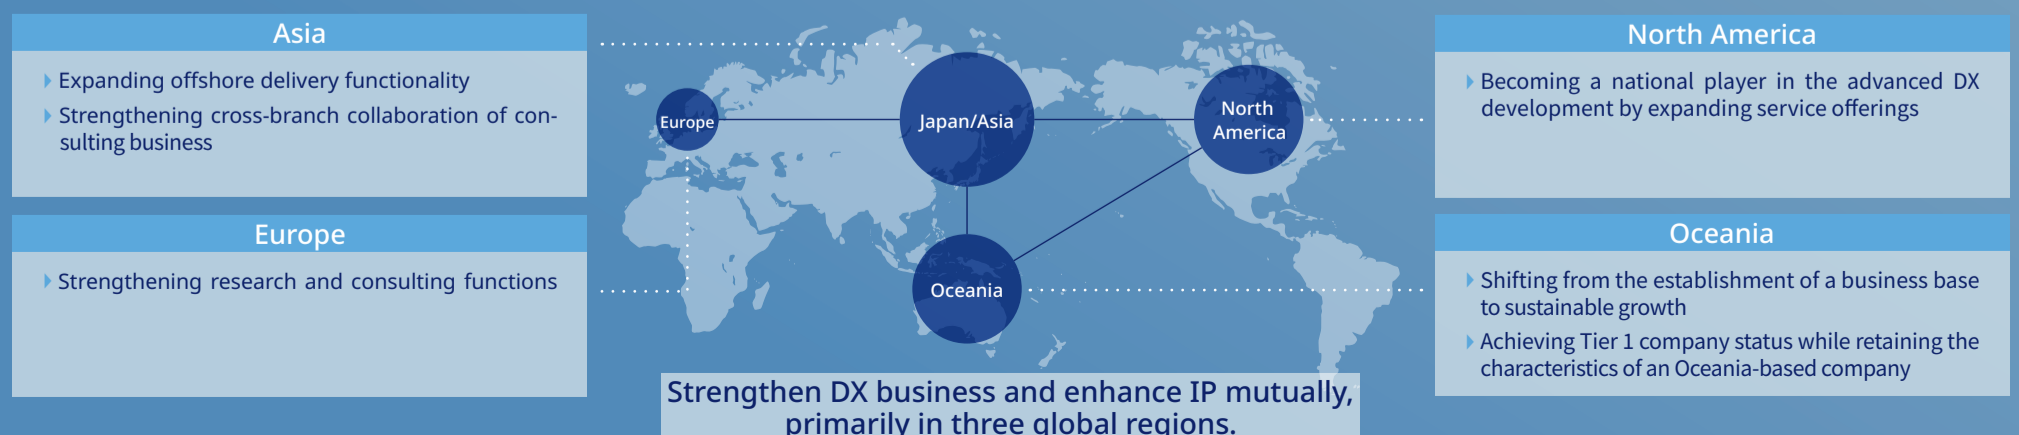 Asia
Expanding offshore delivery functionality
Strengthening cross-branch collaboration of con-
sulting business
Europe
Strengthening research and consulting functions
Europe
Japan/Asia
North
America
Oceania
Strengthen DX business and enhance IP mutually,
primarily in three global regions.
North America
Becoming a national player in the advanced DX
development by expanding service offerings
Oceania
Shifting from the establishment of a business base
to sustainable growth
Achieving Tier 1 company status while retaining the
characteristics of an Oceania-based company